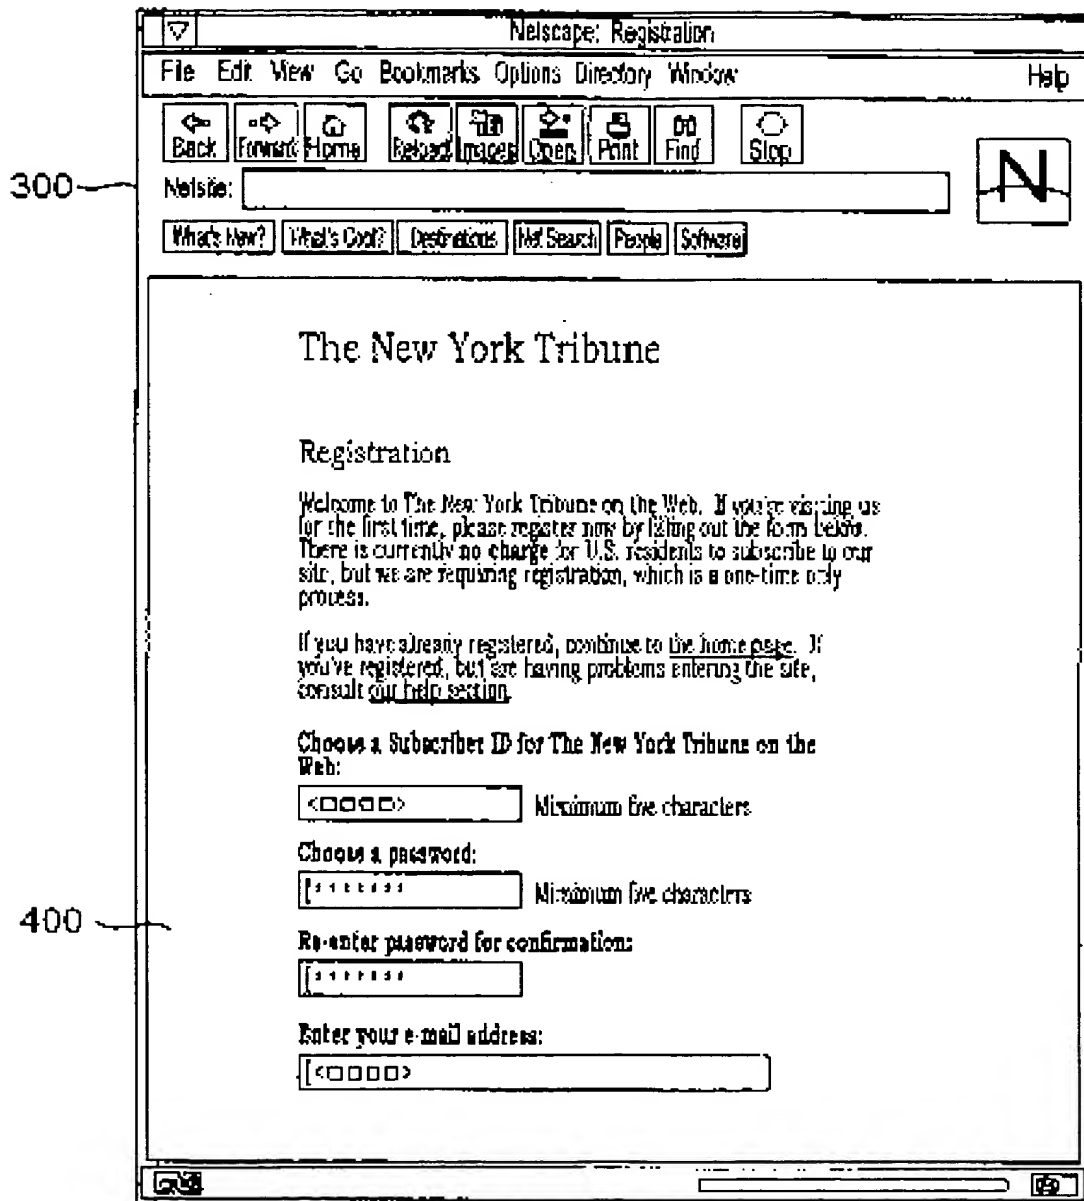 Netscape: Registration
File Edit View Go Bookmarks Options Directory Window Help
Back Forward Home Reload Images Open Print Find Stop
N
300
Netsite:
What's New? What's Cool? Destinations Net Search People Software
The New York Tribune
Registration
Welcome to The New York Tribune on the Web. If you're visiting us
for the first time, please register now by filling out the form below.
There is currently no charge for U.S. residents to subscribe to our
site, but we are requiring registration, which is a one-time only
process.
If you have already registered, continue to the home page. If
you've registered, but are having problems entering the site,
consult our help section.
Choose a Subscriber ID for The New York Tribune on the
Web:
<□□□□> Minimum five characters
Choose a password:
[******* Minimum five characters
400
Re-enter password for confirmation:
[*******
Enter your e-mail address:
[<□□□□>